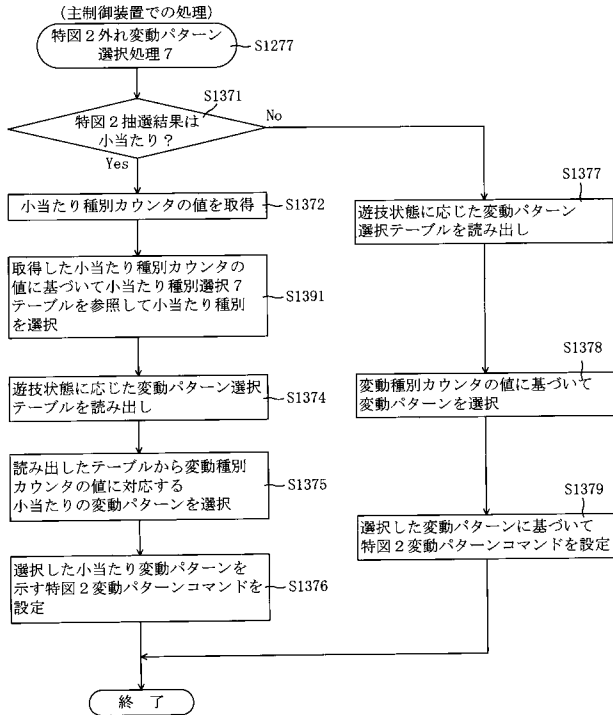 (主制御装置での処理)
特図2外れ変動パターン
選択処理7
S1277
S1371
特図2抽選結果は
小当たり?
No
Yes
小当たり種別カウンタの値を取得
S1372
取得した小当たり種別カウンタの
値に基づいて小当たり種別選択7
テーブルを参照して小当たり種別
を選択
S1391
遊技状態に応じた変動パターン選択
テーブルを読み出し
S1374
読み出したテーブルから変動種別
カウンタの値に対応する
小当たりの変動パターンを選択
S1375
選択した小当たり変動パターンを
示す特図2変動パターンコマンドを
設定
S1376
S1377
遊技状態に応じた変動パターン
選択テーブルを読み出し
S1378
変動種別カウンタの値に基づいて
変動パターンを選択
S1379
選択した変動パターンに基づいて
特図2変動パターンコマンドを設定
終 了